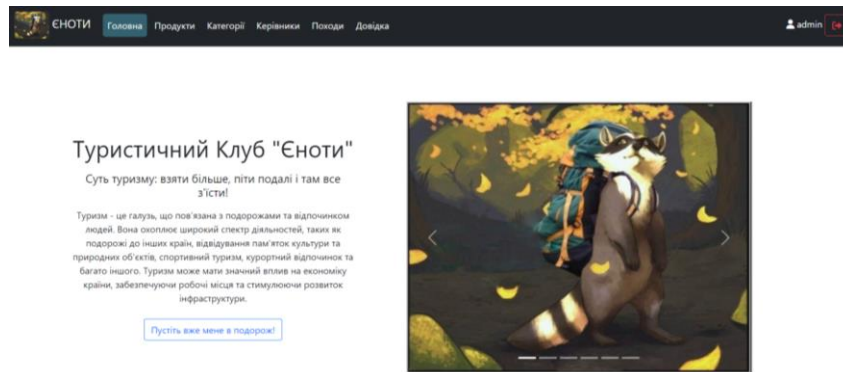 ЄНОТИ Головна Продукти Категорії Керівники Походи Довідка admin
Туристичний Клуб "Єноти"
Суть туризму: взяти більше, піти подалі і там все
з'їсти!
Туризм - це галузь, що пов'язана з подорожами та відпочинком
людей. Вона охоплює широкий спектр діяльностей, таких як
подорожі до інших країн, відвідування пам'яток культури та
природних об'єктів, спортивний туризм, курортний відпочинок та
багато іншого. Туризм може мати значний вплив на економіку
країни, забезпечуючи робочі місця та стимулюючи розвиток
інфраструктури.
Пустіть вже мене в подорож!